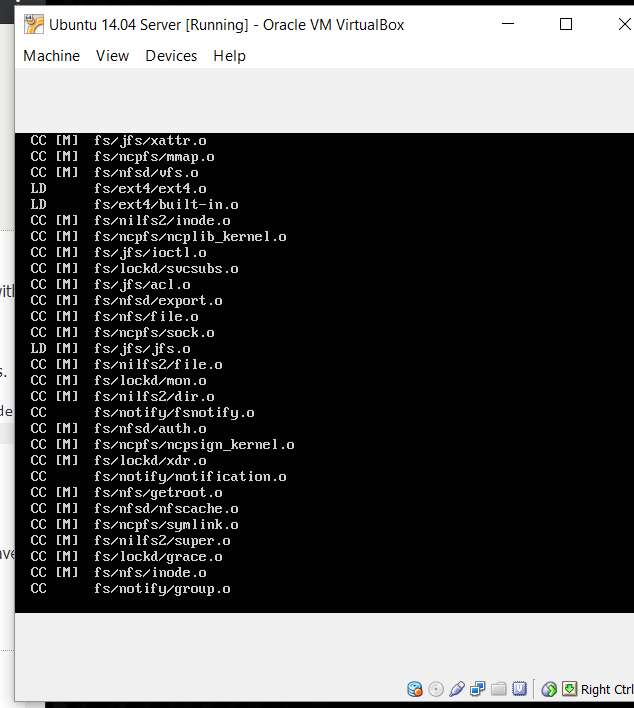 Ubuntu 14.04 Server [Running] - Oracle VM VirtualBox
Machine View Devices Help
CC [M] fs/jfs/xattr.o
CC [M] fs/ncpfs/mmap.o
CC [M] fs/nfsd/vfs.o
LD fs/ext4/ext4.o
LD fs/ext4/built-in.o
CC [M] fs/nilfs2/inode.o
CC [M] fs/ncpfs/ncplib_kernel.o
CC [M] fs/jfs/ioctl.o
CC [M] fs/lockd/svcsubs.o
CC [M] fs/jfs/acl.o
CC [M] fs/nfsd/export.o
CC [M] fs/nfs/file.o
CC [M] fs/ncpfs/sock.o
LD [M] fs/jfs/jfs.o
CC [M] fs/nilfs2/file.o
CC [M] fs/lockd/mon.o
CC [M] fs/nilfs2/dir.o
CC fs/notify/fsnotify.o
CC [M] fs/nfsd/auth.o
CC [M] fs/ncpfs/ncpsign_kernel.o
CC [M] fs/lockd/xdr.o
CC fs/notify/notification.o
CC [M] fs/nfs/getroot.o
CC [M] fs/nfsd/nfscache.o
CC [M] fs/ncpfs/symlink.o
CC [M] fs/nilfs2/super.o
CC [M] fs/lockd/grace.o
CC [M] fs/nfs/inode.o
CC fs/notify/group.o
Right Ctrl